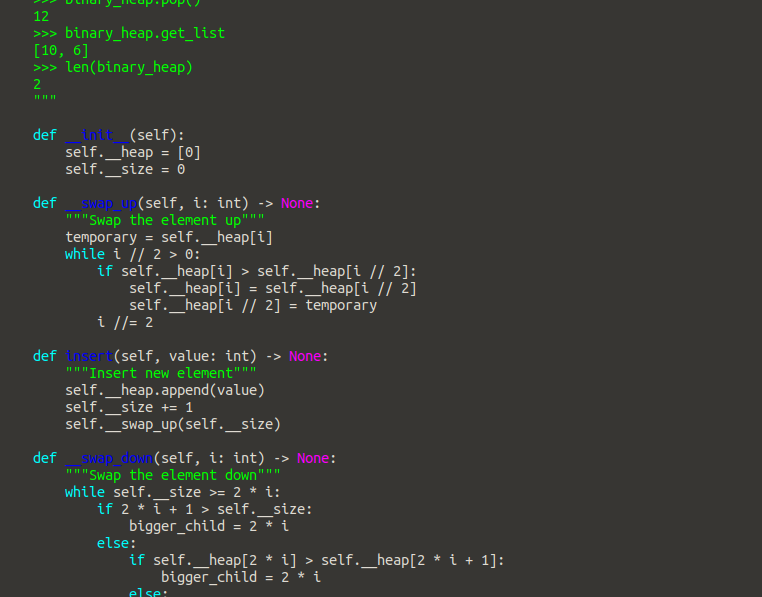 >>> binary_heap.pop()
12
>>> binary_heap.get_list
[10, 6]
>>> len(binary_heap)
2
"""
def __init__(self):
self.__heap = [0]
self.__size = 0
def __swap_up(self, i: int) -> None:
"""Swap the element up"""
temporary = self.__heap[i]
while i // 2 > 0:
if self.__heap[i] > self.__heap[i // 2]:
self.__heap[i] = self.__heap[i // 2]
self.__heap[i // 2] = temporary
i //= 2
def insert(self, value: int) -> None:
"""Insert new element"""
self.__heap.append(value)
self.__size += 1
self.__swap_up(self.__size)
def __swap_down(self, i: int) -> None:
"""Swap the element down"""
while self.__size >= 2 * i:
if 2 * i + 1 > self.__size:
bigger_child = 2 * i
else:
if self.__heap[2 * i] > self.__heap[2 * i + 1]:
bigger_child = 2 * i
else: